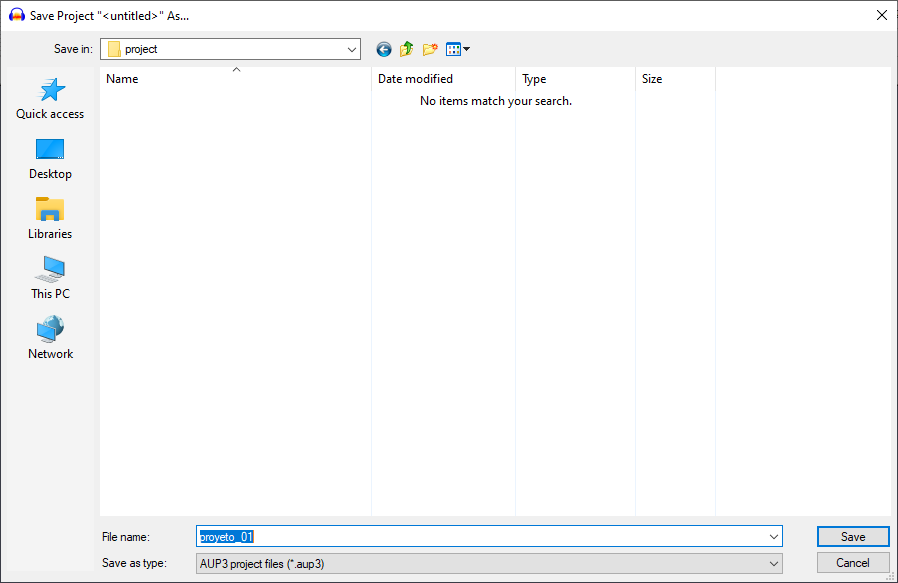 Save Project "<untitled>" As...
Save in: project
Name Date modified Type Size
No items match your search.
Quick access
Desktop
Libraries
This PC
Network
File name: proyeto_01 Save
Save as type: AUP3 project files (*.aup3) Cancel